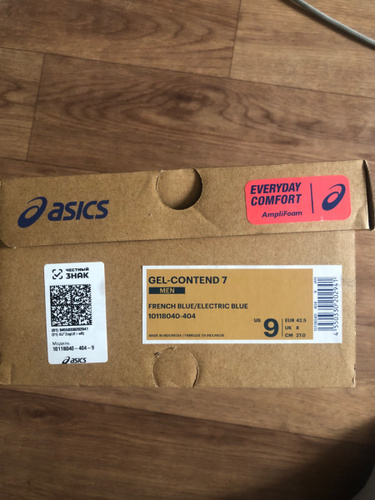 asics
EVERYDAY
COMFORT
AmpliFoam
ЧЕСТНЫЙ
ЗНАК
Модель:
1011B040-404-9
asics
GEL-CONTEND 7
MEN
FRENCH BLUE/ELECTRIC BLUE
1011B040-404
US 9
EUR 42.5
UK 8
CM 27.0